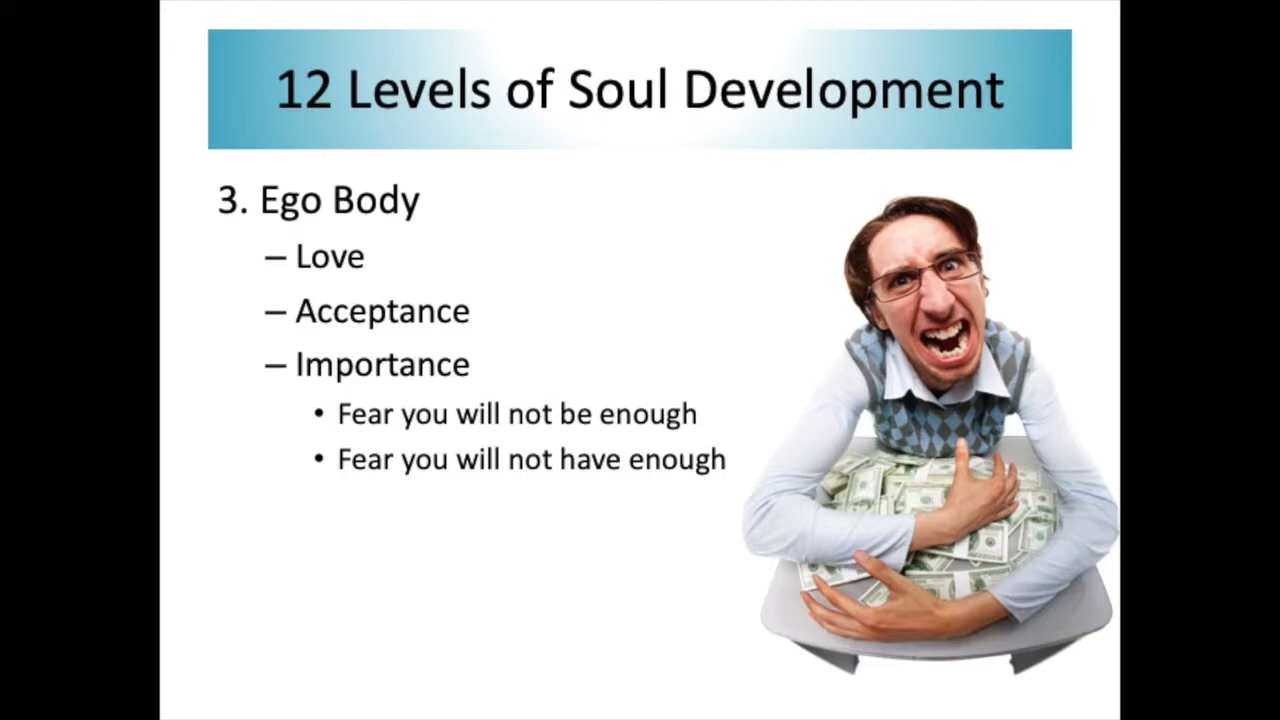 12 Levels of Soul Development
3. Ego Body
– Love
– Acceptance
– Importance
• Fear you will not be enough
• Fear you will not have enough